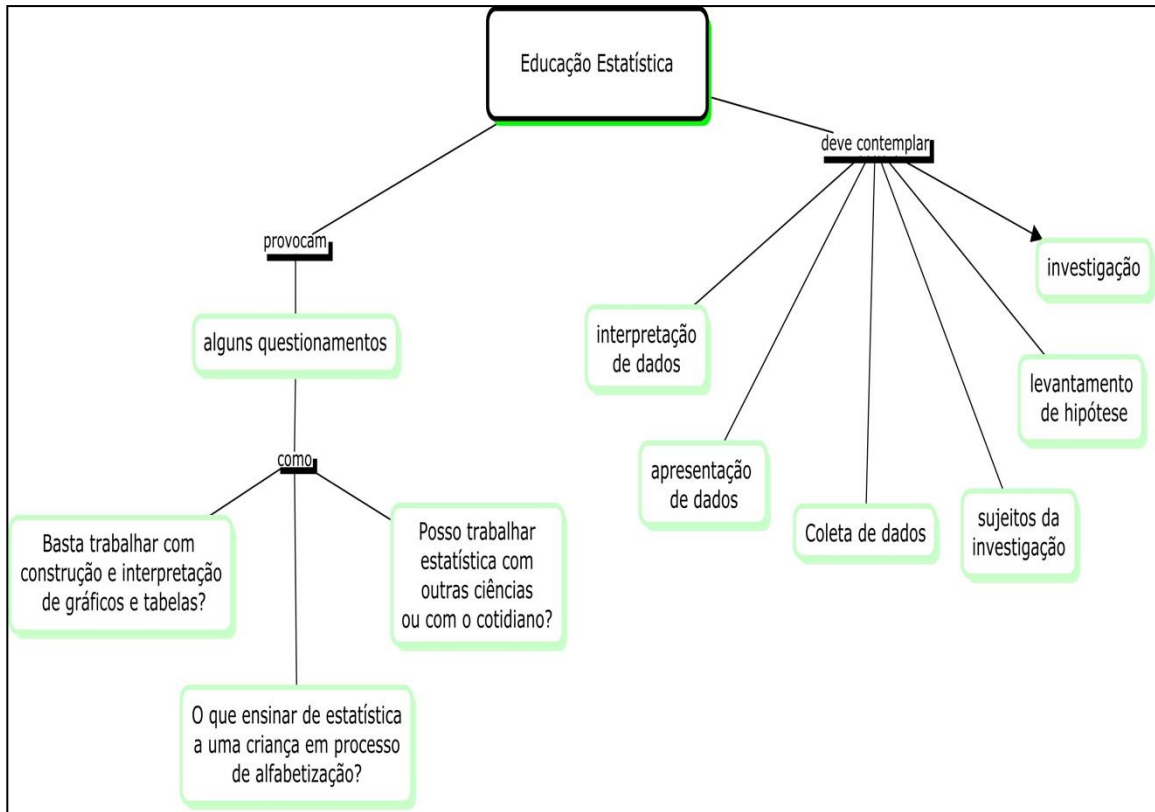 Educação Estatística
deve contemplar
provocam
investigação
interpretação
de dados
alguns questionamentos
levantamento
de hipótese
como
apresentação
de dados
Coleta de dados
sujeitos da
investigação
Basta trabalhar com
construção e interpretação
de gráficos e tabelas?
Posso trabalhar
estatística com
outras ciências
ou com o cotidiano?
O que ensinar de estatística
a uma criança em processo
de alfabetização?